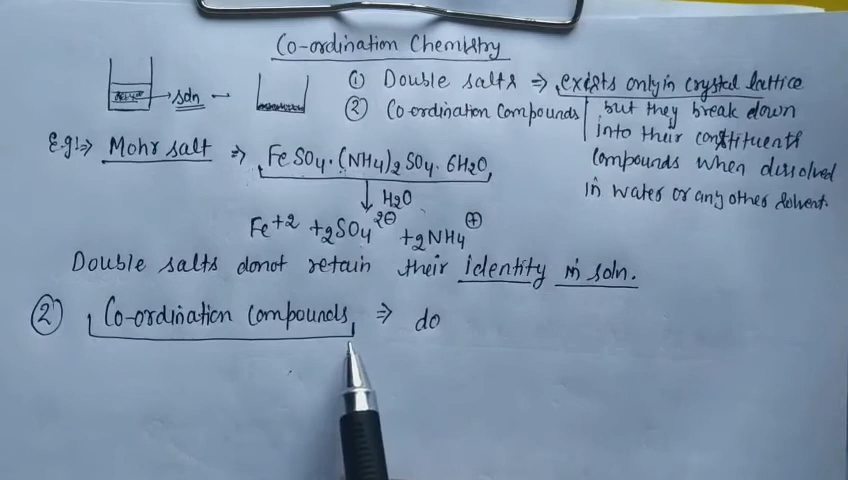 Co-ordination Chemistry
→ soln —
① Double salts ⇒ exists only in crystal lattice
② Co ordination Compounds but they break down
into their constituents
compounds when dissolved
in water or any other solvent.
E.g:⇒ Mohr salt ⇒ FeSO4.(NH4)2SO4.6H2O
↓ H2O
Fe+2 + 2SO4 2⊖ + 2NH4 ⊕
Double salts donot retain their identity in soln.
② Co-ordination Compounds ⇒ do